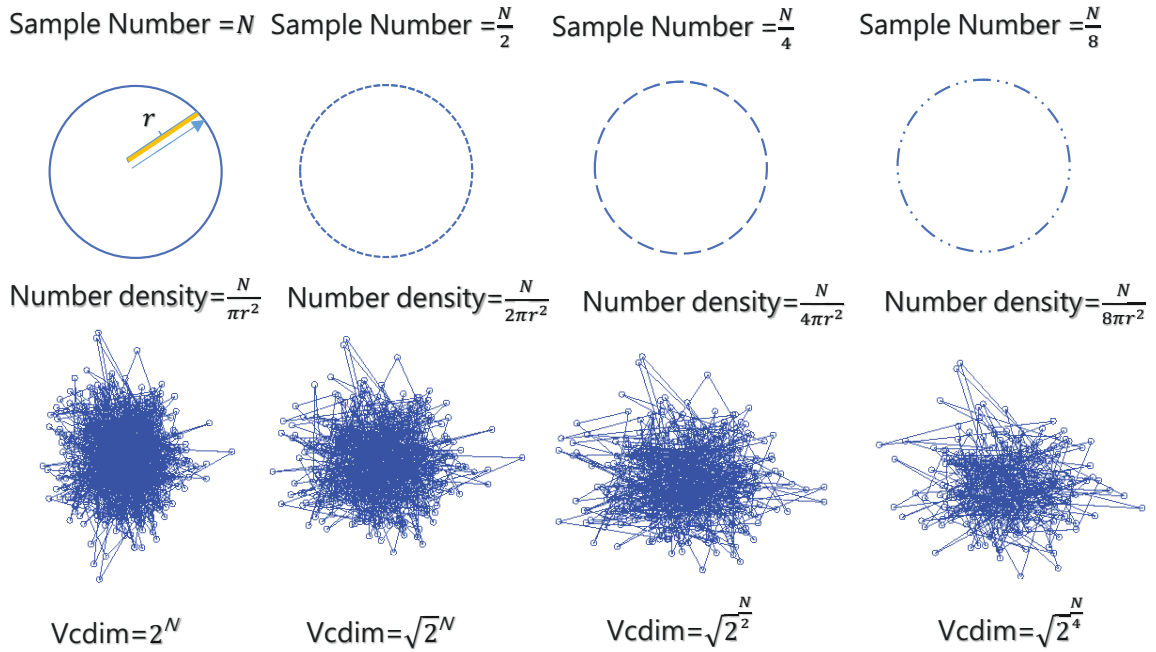 Sample Number =N Sample Number =N/2 Sample Number =N/4 Sample Number =N/8
r
Number density=N/πr² Number density=N/2πr² Number density=N/4πr² Number density=N/8πr²
Vcdim=2^N Vcdim=√2^N Vcdim=√2^(N/2) Vcdim=√2^(N/4)